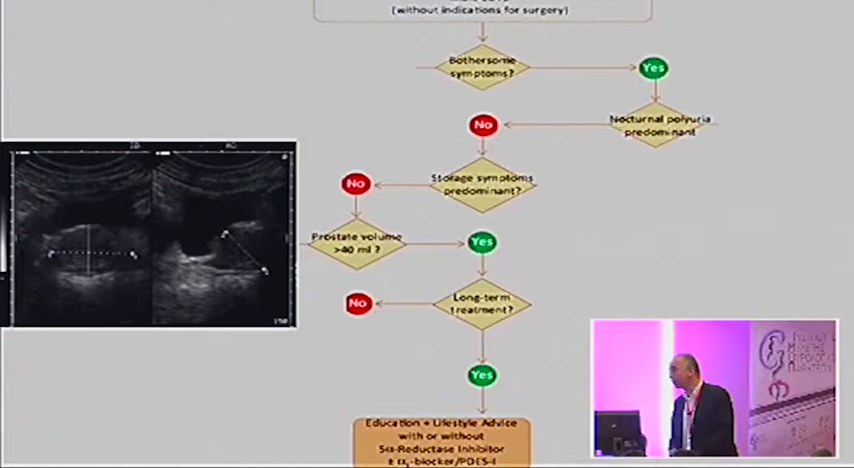 (without indications for surgery)
Bothersome
symptoms?
Yes
Nocturnal polyuria
predominant
No
Storage symptoms
predominant?
No
Prostate volume
>40 ml ?
Yes
Long-term
treatment?
No
Yes
Education + Lifestyle Advice
with or without
5α-Reductase Inhibitor
± α1-blocker/PDE5-I